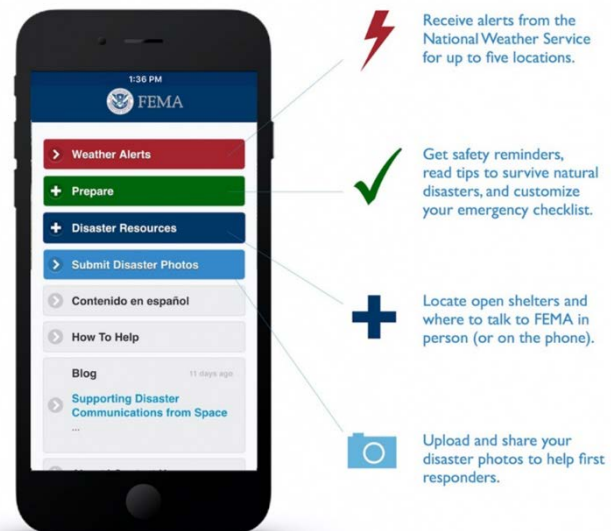 1:36 PM
FEMA
Weather Alerts
Prepare
Disaster Resources
Submit Disaster Photos
Contenido en español
How To Help
Blog 11 days ago
Supporting Disaster
Communications from Space
...
Receive alerts from the
National Weather Service
for up to five locations.
Get safety reminders,
read tips to survive natural
disasters, and customize
your emergency checklist.
Locate open shelters and
where to talk to FEMA in
person (or on the phone).
Upload and share your
disaster photos to help first
responders.